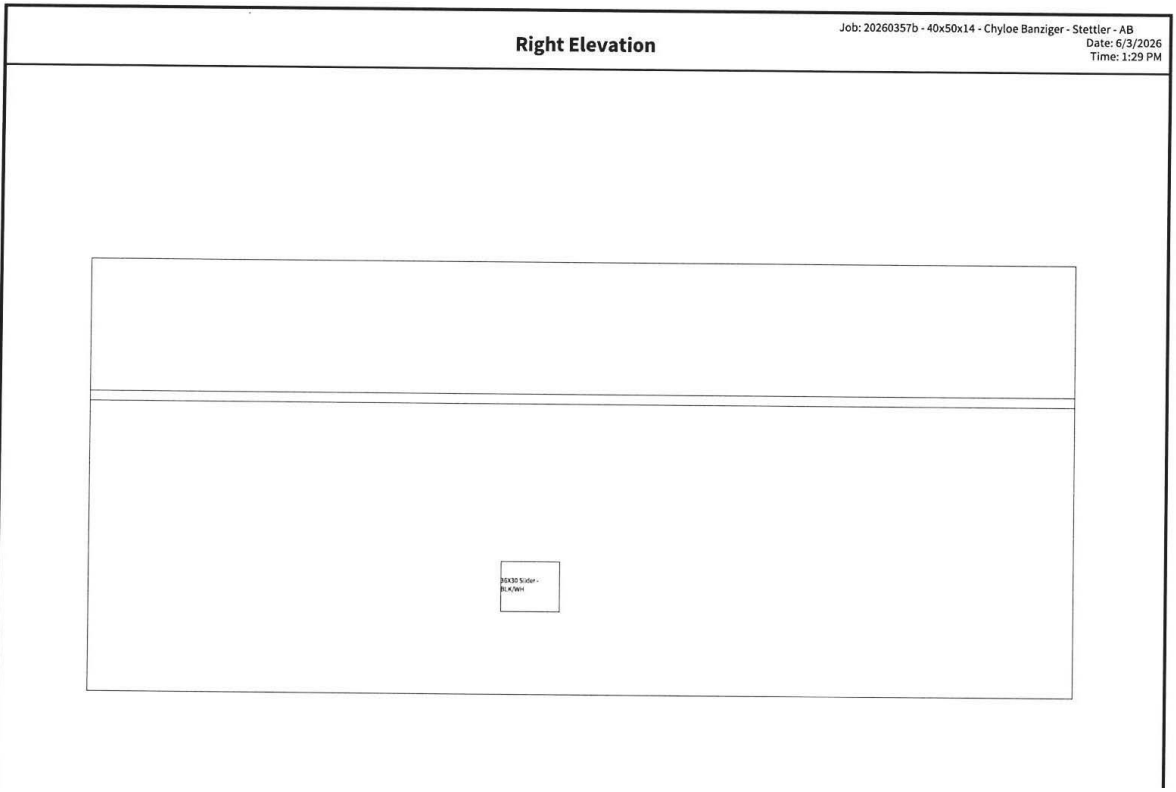 Right Elevation
Job: 20260357b - 40x50x14 - Chyloe Banziger - Stettler - AB
Date: 6/3/2026
Time: 1:29 PM
36X30 Slider -
BLK/WH